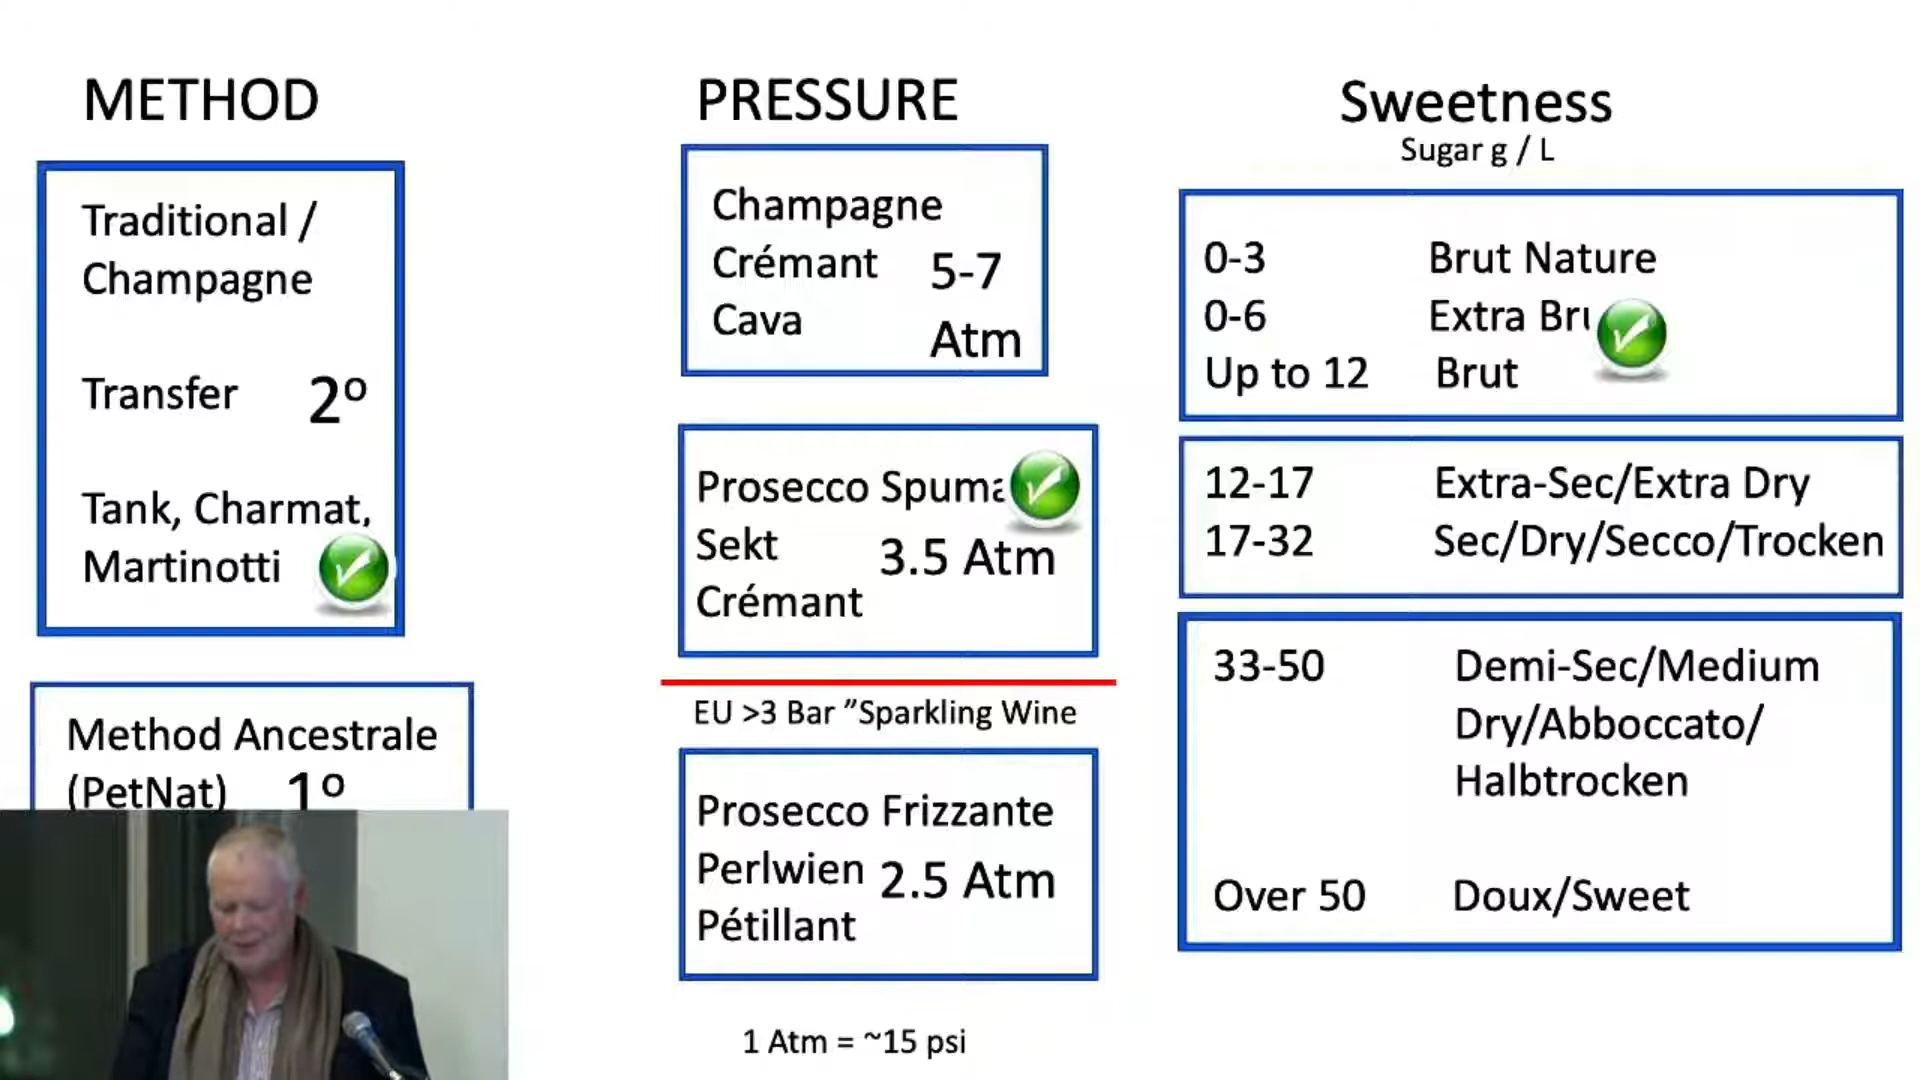 METHOD
Traditional /
Champagne
Transfer 2º
Tank, Charmat,
Martinotti
Method Ancestrale
(PetNat) 1º
PRESSURE
Champagne
Crémant 5-7
Cava Atm
Prosecco Spuma
Sekt 3.5 Atm
Crémant
EU >3 Bar ”Sparkling Wine
Prosecco Frizzante
Perlwien 2.5 Atm
Pétillant
1 Atm = ~15 psi
Sweetness
Sugar g / L
0-3 Brut Nature
0-6 Extra Bru
Up to 12 Brut
12-17 Extra-Sec/Extra Dry
17-32 Sec/Dry/Secco/Trocken
33-50 Demi-Sec/Medium
Dry/Abboccato/
Halbtrocken
Over 50 Doux/Sweet